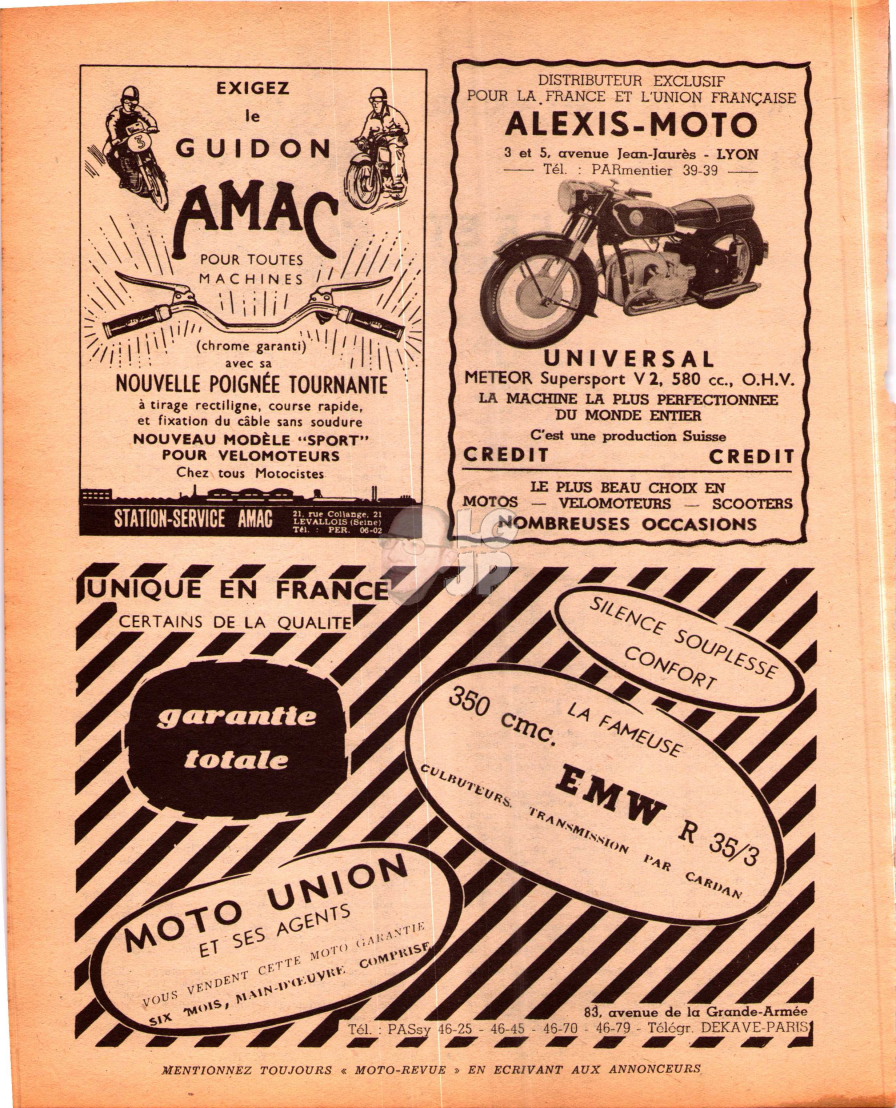 EXIGEZ
le
GUIDON
AMAC
POUR TOUTES
MACHINES
(chrome garanti)
avec sa
NOUVELLE POIGNÉE TOURNANTE
à tirage rectiligne, course rapide,
et fixation du câble sans soudure
NOUVEAU MODÈLE “SPORT”
POUR VELOMOTEURS
Chez tous Motocistes
STATION-SERVICE AMAC
21, rue Collange, 21
LEVALLOIS (Seine)
Tél. : PER. 06-02
DISTRIBUTEUR EXCLUSIF
POUR LA FRANCE ET L'UNION FRANÇAISE
ALEXIS-MOTO
3 et 5, avenue Jean-Jaurès - LYON
— Tél. : PARmentier 39-39 —
UNIVERSAL
METEOR Supersport V 2, 580 cc., O.H.V.
LA MACHINE LA PLUS PERFECTIONNEE
DU MONDE ENTIER
C'est une production Suisse
CREDIT CREDIT
LE PLUS BEAU CHOIX EN
MOTOS — VELOMOTEURS — SCOOTERS
NOMBREUSES OCCASIONS
LG
JP
UNIQUE EN FRANCE
CERTAINS DE LA QUALITE
garantie
totale
SILENCE SOUPLESSE
CONFORT
350 cmc. LA FAMEUSE
EMW R 35/3
CULBUTEURS TRANSMISSION PAR CARDAN
MOTO UNION
ET SES AGENTS
VOUS VENDENT CETTE MOTO GARANTIE
SIX MOIS, MAIN-D'ŒUVRE COMPRISE
83, avenue de la Grande-Armée
Tél. : PASsy 46-25 - 46-45 - 46-70 - 46-79 - Télégr. DEKAVE-PARIS
MENTIONNEZ TOUJOURS « MOTO-REVUE » EN ECRIVANT AUX ANNONCEURS